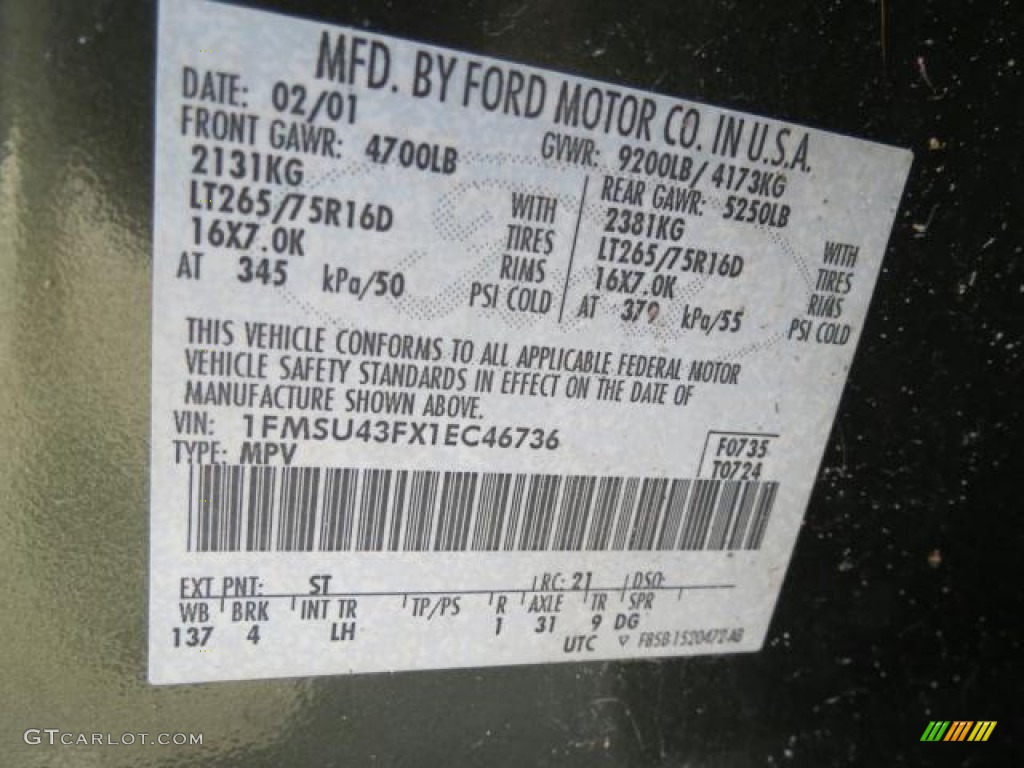 MFD. BY FORD MOTOR CO. IN U.S.A.
DATE: 02/01 GVWR: 9200LB/4173KG
FRONT GAWR: 4700LB REAR GAWR: 5250LB
2131KG WITH 2381KG WITH
LT265/75R16D TIRES LT265/75R16D TIRES
16X7.0K RIMS 16X7.0K RIMS
AT 345 kPa/50 PSI COLD AT 379 kPa/55 PSI COLD
THIS VEHICLE CONFORMS TO ALL APPLICABLE FEDERAL MOTOR
VEHICLE SAFETY STANDARDS IN EFFECT ON THE DATE OF
MANUFACTURE SHOWN ABOVE.
VIN: 1FMSU43FX1EC46736 F0735
TYPE: MPV T0724
EXT PNT: ST RC: 21 DSO:
WB BRK INT TR TP/PS R AXLE TR SPR
137 4 LH 1 31 9 DG
UTC F85B-1520472-AB
GTCARLOT.COM